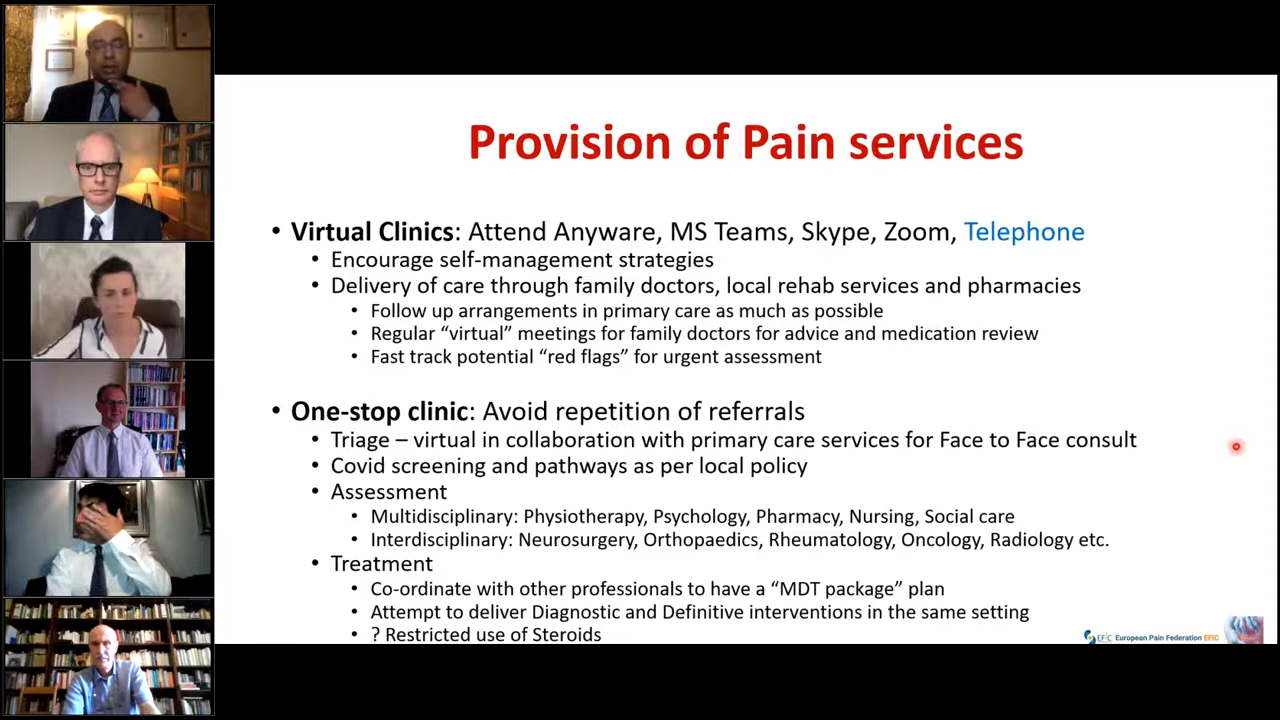 Provision of Pain services
• Virtual Clinics: Attend Anyware, MS Teams, Skype, Zoom, Telephone
• Encourage self-management strategies
• Delivery of care through family doctors, local rehab services and pharmacies
• Follow up arrangements in primary care as much as possible
• Regular “virtual” meetings for family doctors for advice and medication review
• Fast track potential “red flags” for urgent assessment
• One-stop clinic: Avoid repetition of referrals
• Triage – virtual in collaboration with primary care services for Face to Face consult
• Covid screening and pathways as per local policy
• Assessment
• Multidisciplinary: Physiotherapy, Psychology, Pharmacy, Nursing, Social care
• Interdisciplinary: Neurosurgery, Orthopaedics, Rheumatology, Oncology, Radiology etc.
• Treatment
• Co-ordinate with other professionals to have a “MDT package” plan
• Attempt to deliver Diagnostic and Definitive interventions in the same setting
• ? Restricted use of Steroids
EFIC European Pain Federation EFIC